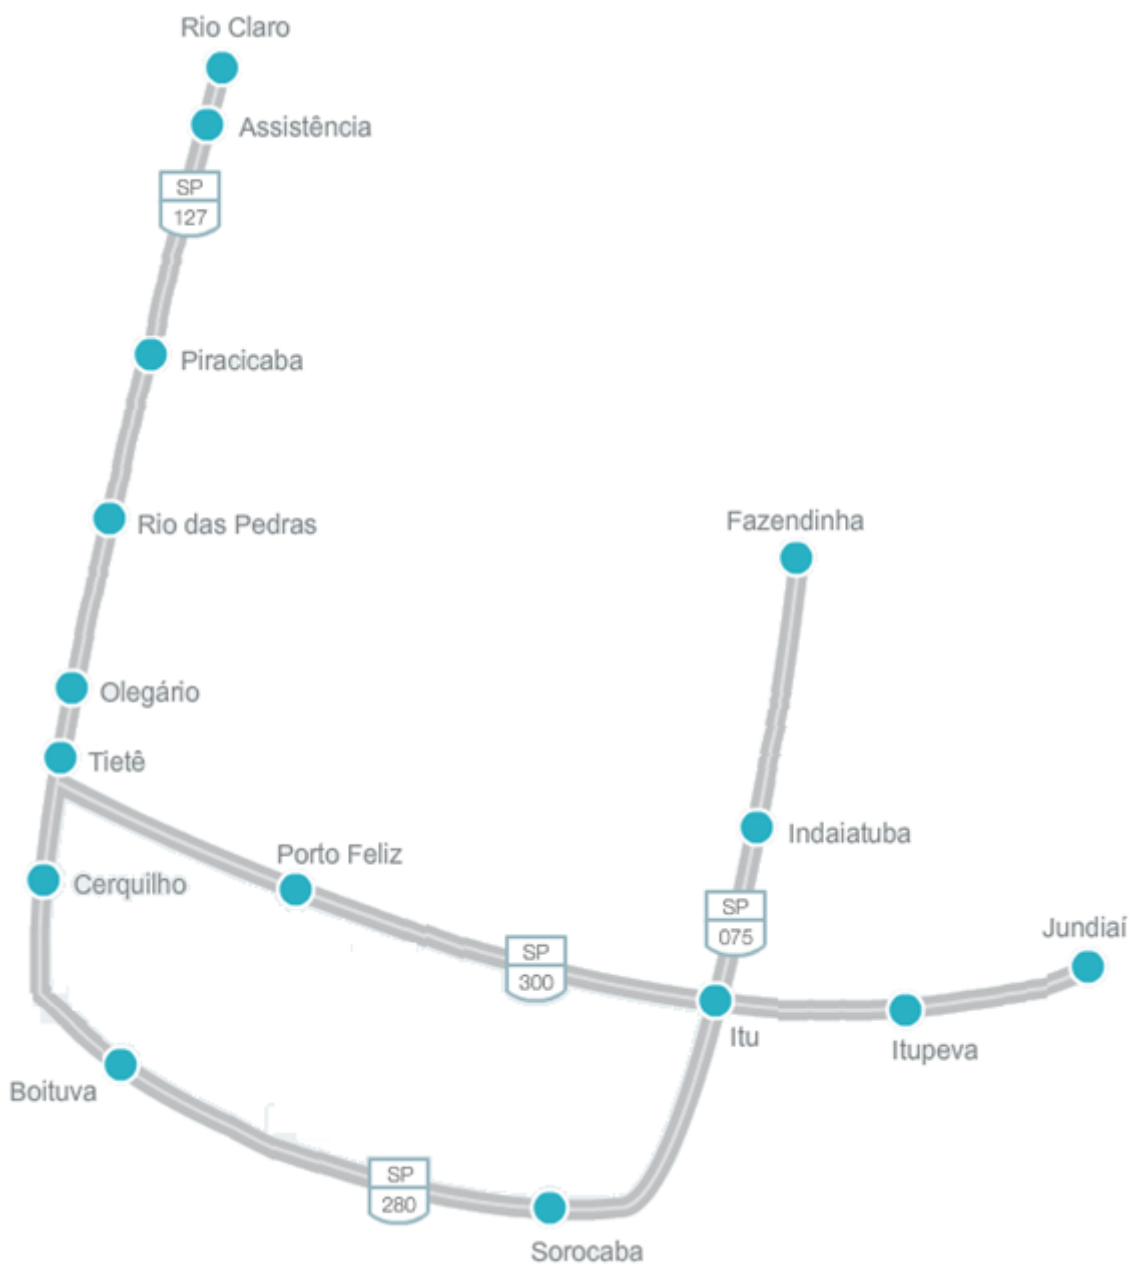 Rio Claro
Assistência
SP
127
Piracicaba
Rio das Pedras
Fazendinha
Olegário
Tietê
Indaiatuba
Porto Feliz
Cerquilho
SP
075
Jundiaí
SP
300
Itu
Itupeva
Boituva
SP
280
Sorocaba